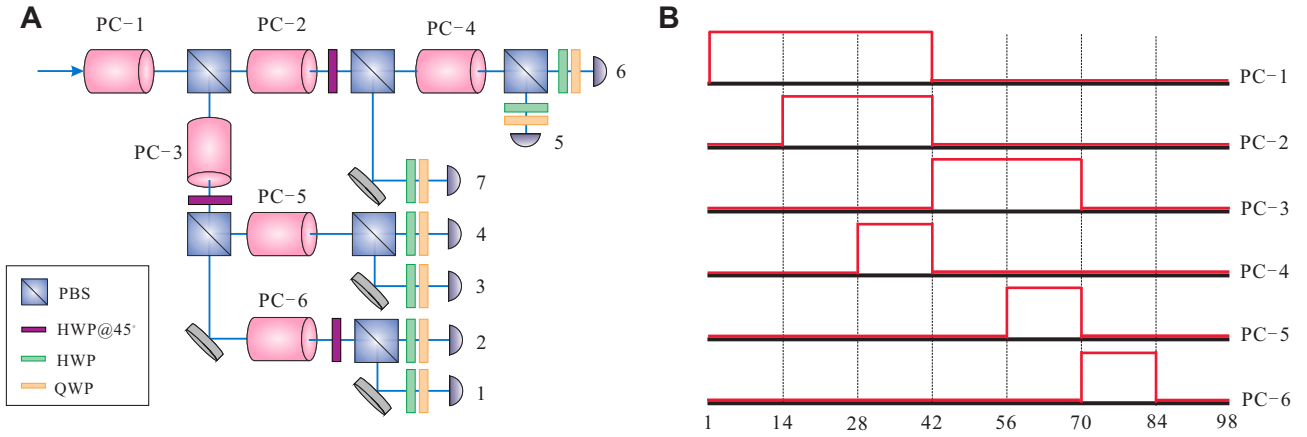 A
PC-1
PC-2
PC-4
6
5
PC-3
7
PC-5
4
3
PC-6
2
1
PBS
HWP@45°
HWP
QWP
B
PC-1
PC-2
PC-3
PC-4
PC-5
PC-6
1 14 28 42 56 70 84 98